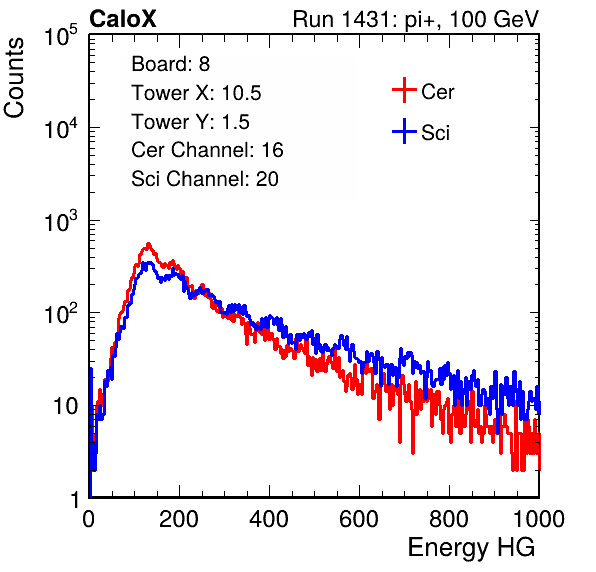 CaloX Run 1431: pi+, 100 GeV
Counts
Board: 8
Tower X: 10.5
Tower Y: 1.5
Cer Channel: 16
Sci Channel: 20
Cer
Sci
10^5
10^4
10^3
10^2
10
1
0 200 400 600 800 1000
Energy HG